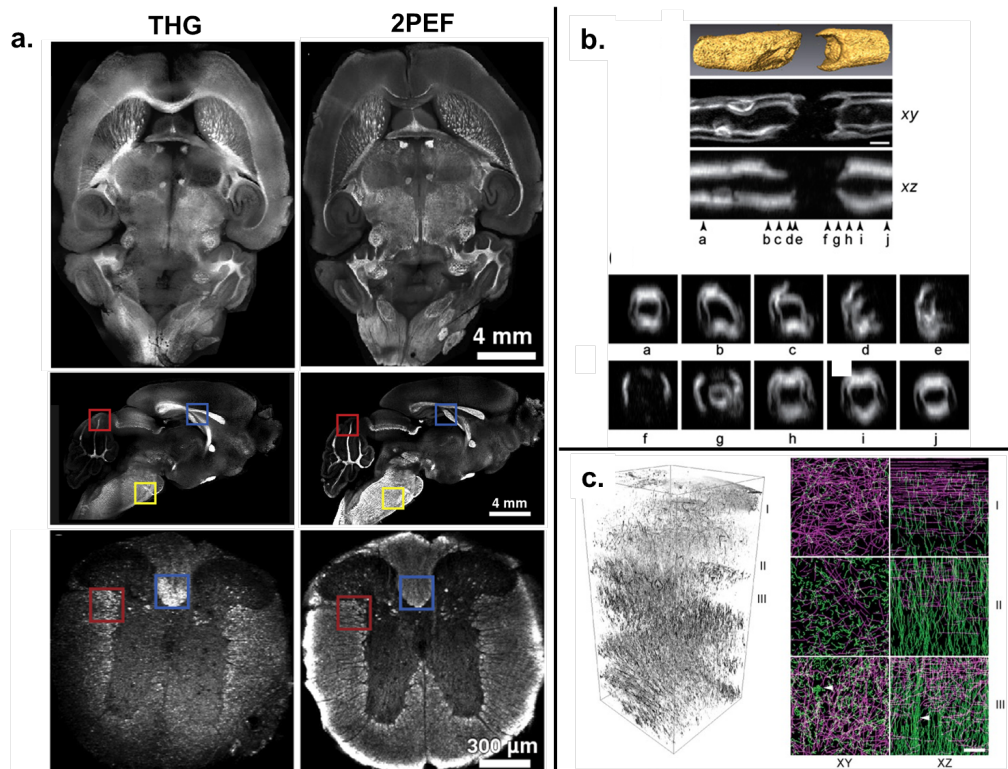 a.
THG
2PEF
4 mm
4 mm
300 µm
b.
xy
xz
a b c d e f g h i j
a b c d e
f g h i j
c.
I
II
III
I
II
III
XY XZ